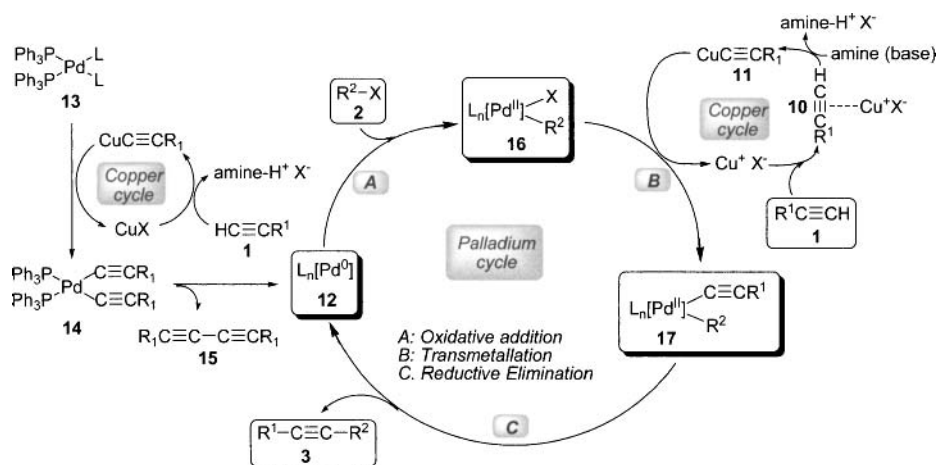 Ph₃P
Ph₃P
Pd
L
L
13
CuC≡CR₁
Copper
cycle
CuX
amine-H⁺ X⁻
HC≡CR¹
1
Ph₃P
Ph₃P
Pd
C≡CR₁
C≡CR₁
14
R₁C≡C—C≡CR₁
15
Lₙ[Pd⁰]
12
R²–X
2
A
Lₙ[Pdᴵᴵ]
X
R²
16
B
Palladium
cycle
amine-H⁺ X⁻
amine (base)
CuC≡CR₁
11
H
C
C
R¹
10
Cu⁺X⁻
Copper
cycle
Cu⁺ X⁻
R¹C≡CH
1
Lₙ[Pdᴵᴵ]
C≡CR¹
R²
17
A: Oxidative addition
B: Transmetallation
C. Reductive Elimination
C
R¹–C≡C–R²
3